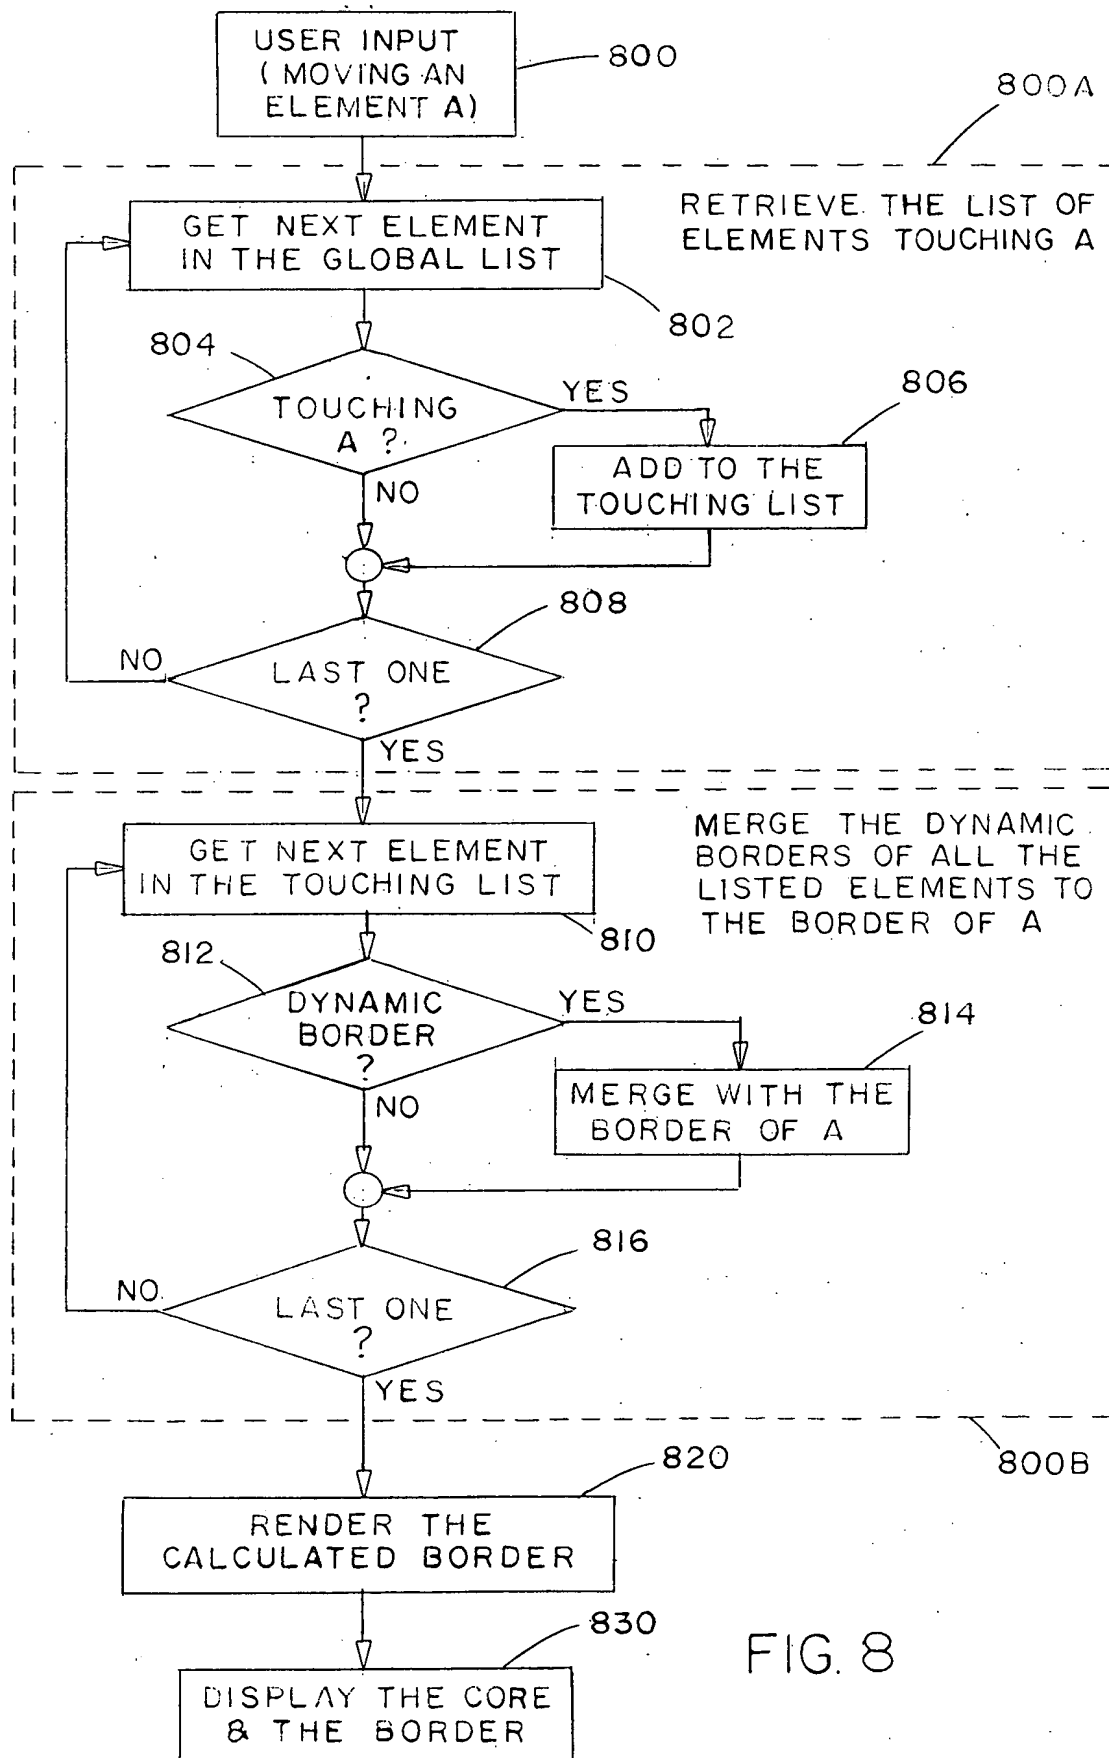 USER INPUT
(MOVING AN
ELEMENT A)
800
800A
RETRIEVE THE LIST OF
ELEMENTS TOUCHING A
GET NEXT ELEMENT
IN THE GLOBAL LIST
802
804
TOUCHING
A ?
YES
806
ADD TO THE
TOUCHING LIST
NO
808
NO
LAST ONE
?
YES
MERGE THE DYNAMIC
BORDERS OF ALL THE
LISTED ELEMENTS TO
THE BORDER OF A
GET NEXT ELEMENT
IN THE TOUCHING LIST
810
812
DYNAMIC
BORDER
?
YES
814
MERGE WITH THE
BORDER OF A
NO
816
NO
LAST ONE
?
YES
800B
820
RENDER THE
CALCULATED BORDER
830
DISPLAY THE CORE
& THE BORDER
FIG. 8